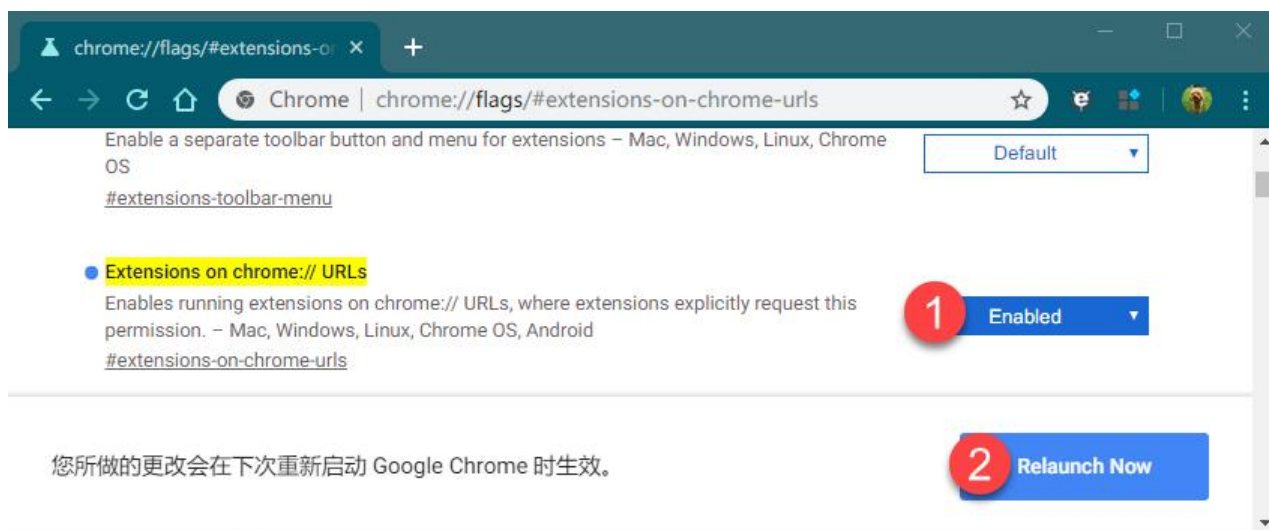 chrome://flags/#extensions-or
Chrome | chrome://flags/#extensions-on-chrome-urls
Enable a separate toolbar button and menu for extensions – Mac, Windows, Linux, Chrome
OS
Default
#extensions-toolbar-menu
Extensions on chrome:// URLs
Enables running extensions on chrome:// URLs, where extensions explicitly request this
permission. – Mac, Windows, Linux, Chrome OS, Android
1
Enabled
#extensions-on-chrome-urls
您所做的更改会在下次重新启动 Google Chrome 时生效。
2
Relaunch Now